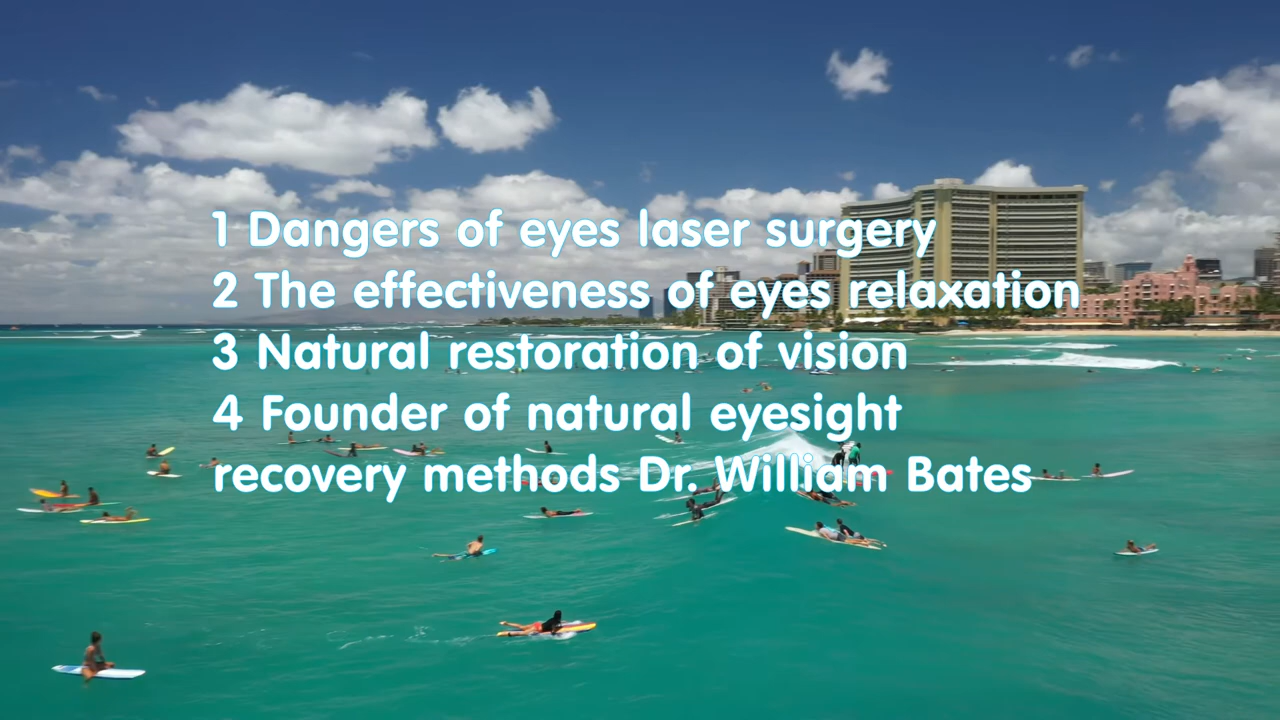 1 Dangers of eyes laser surgery
2 The effectiveness of eyes relaxation
3 Natural restoration of vision
4 Founder of natural eyesight
recovery methods Dr. William Bates